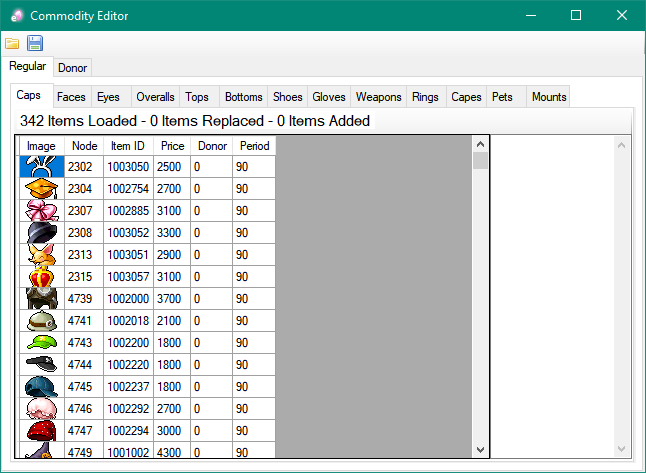 Commodity Editor
Regular Donor
Caps Faces Eyes Overalls Tops Bottoms Shoes Gloves Weapons Rings Capes Pets Mounts
342 Items Loaded - 0 Items Replaced - 0 Items Added
Image Node Item ID Price Donor Period
2302 1003050 2500 0 90
2304 1002754 2700 0 90
2307 1002885 3100 0 90
2308 1003052 3300 0 90
2313 1003051 2900 0 90
2315 1003057 3100 0 90
4739 1002000 3700 0 90
4741 1002018 2100 0 90
4743 1002200 1800 0 90
4744 1002220 1800 0 90
4745 1002237 1800 0 90
4746 1002292 2700 0 90
4747 1002294 3000 0 90
4749 1001002 4300 0 90